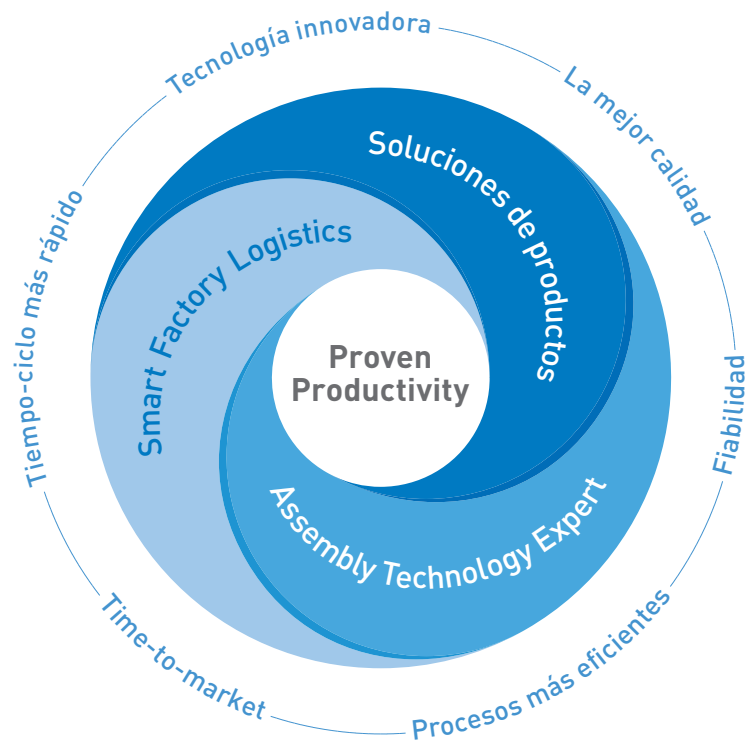 Tecnología innovadora
La mejor calidad
Fiabilidad
Procesos más eficientes
Time-to-market
Tiempo-ciclo más rápido
Soluciones de productos
Assembly Technology Expert
Smart Factory Logistics
Proven
Productivity